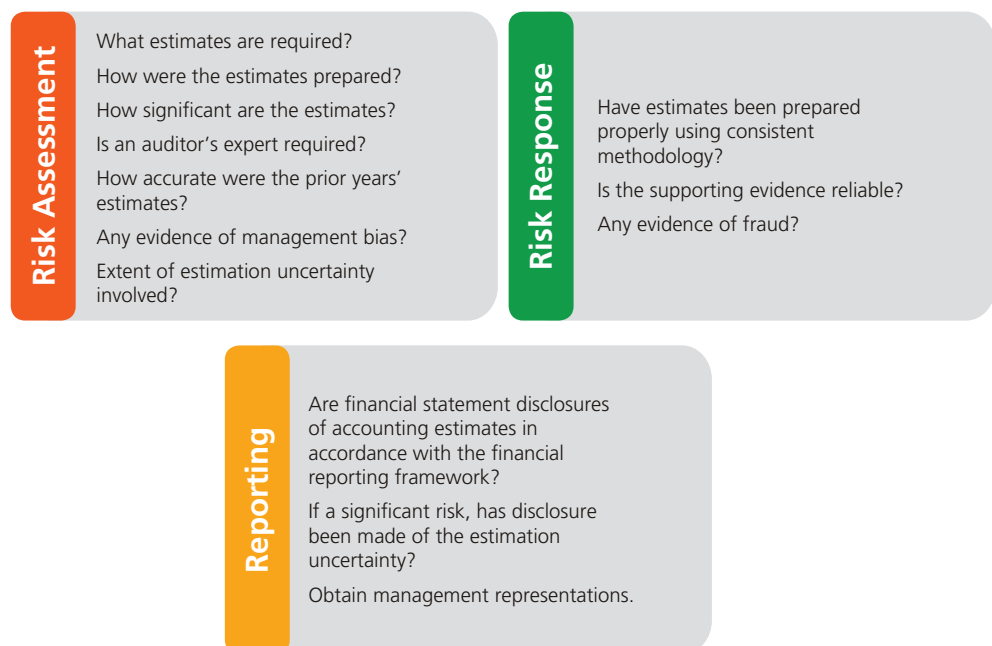 Risk Assessment
What estimates are required?
How were the estimates prepared?
How significant are the estimates?
Is an auditor’s expert required?
How accurate were the prior years’
estimates?
Any evidence of management bias?
Extent of estimation uncertainty
involved?
Risk Response
Have estimates been prepared
properly using consistent
methodology?
Is the supporting evidence reliable?
Any evidence of fraud?
Reporting
Are financial statement disclosures
of accounting estimates in
accordance with the financial
reporting framework?
If a significant risk, has disclosure
been made of the estimation
uncertainty?
Obtain management representations.